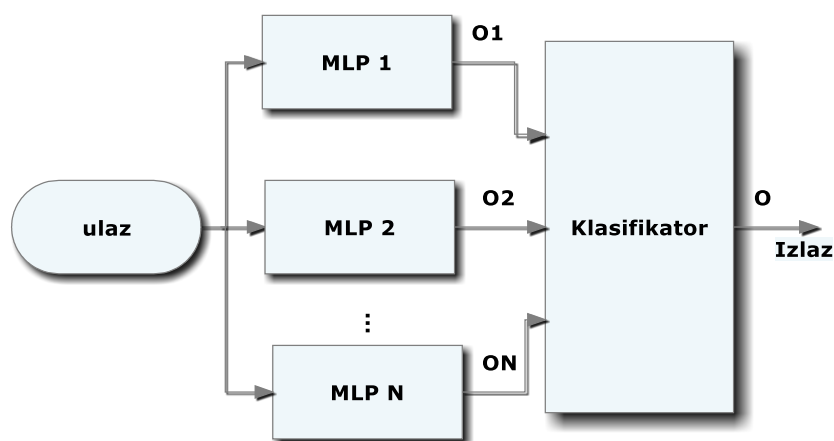 ulaz
MLP 1
O1
MLP 2
O2
⋮
MLP N
ON
Klasifikator
O
Izlaz